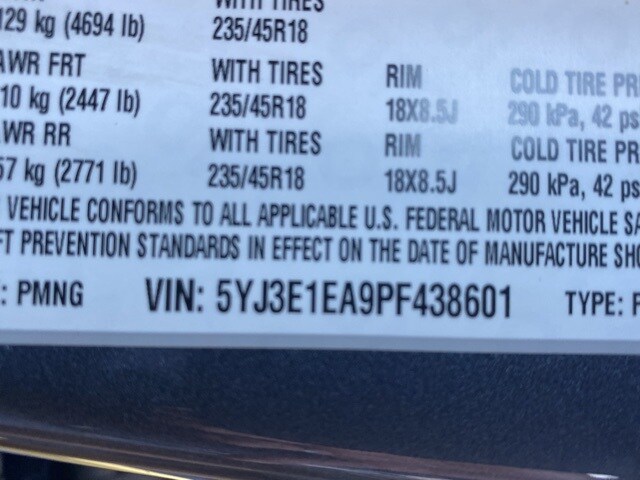 WITH TIRES
129 kg (4694 lb) 235/45R18
AWR FRT WITH TIRES RIM COLD TIRE PR
10 kg (2447 lb) 235/45R18 18X8.5J 290 kPa, 42 ps
WR RR WITH TIRES RIM COLD TIRE PR
57 kg (2771 lb) 235/45R18 18X8.5J 290 kPa, 42 ps
VEHICLE CONFORMS TO ALL APPLICABLE U.S. FEDERAL MOTOR VEHICLE SA
FT PREVENTION STANDARDS IN EFFECT ON THE DATE OF MANUFACTURE SHO
: PMNG VIN: 5YJ3E1EA9PF438601 TYPE: P